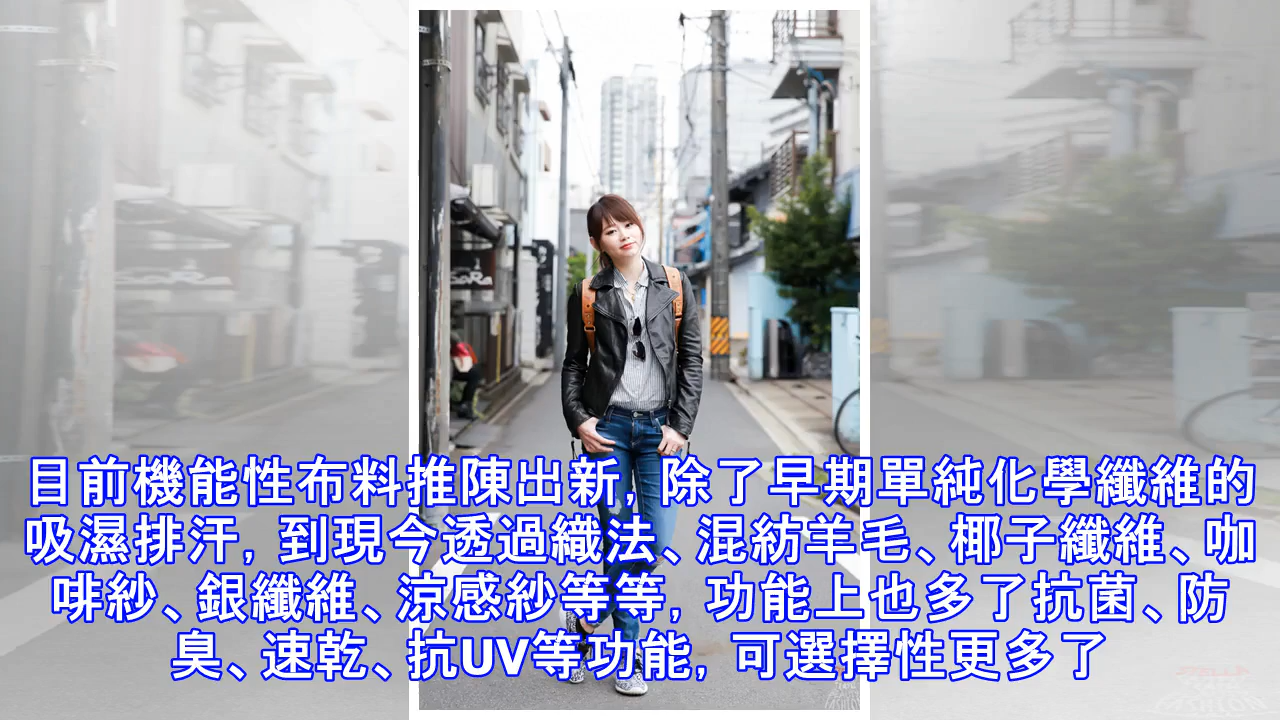 目前機能性布料推陳出新, 除了早期單純化學纖維的
吸濕排汗, 到現今透過織法、混紡羊毛、椰子纖維、咖
啡紗、銀纖維、涼感紗等等, 功能上也多了抗菌、防
臭、速乾、抗UV等功能, 可選擇性更多了